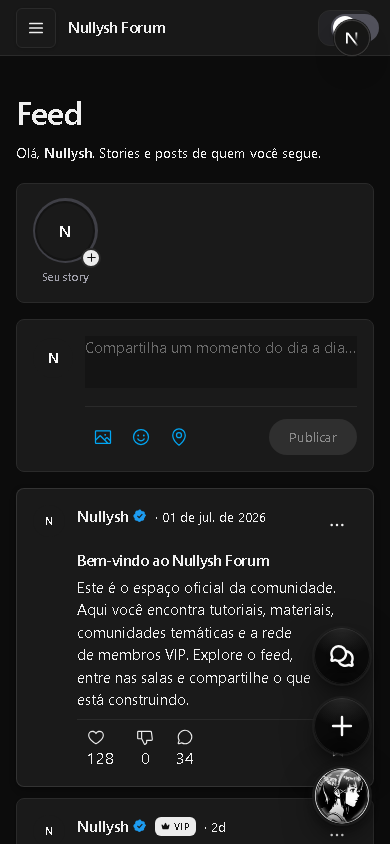 Nullysh Forum
N
Feed
Olá, Nullysh. Stories e posts de quem você segue.
N
Seu story
N
Compartilha um momento do dia a dia...
Publicar
N
Nullysh · 01 de jul. de 2026
Bem-vindo ao Nullysh Forum
Este é o espaço oficial da comunidade.
Aqui você encontra tutoriais, materiais,
comunidades temáticas e a rede
de membros VIP. Explore o feed,
entre nas salas e compartilhe o que
está construindo.
128 0 34
N
Nullysh VIP · 2d